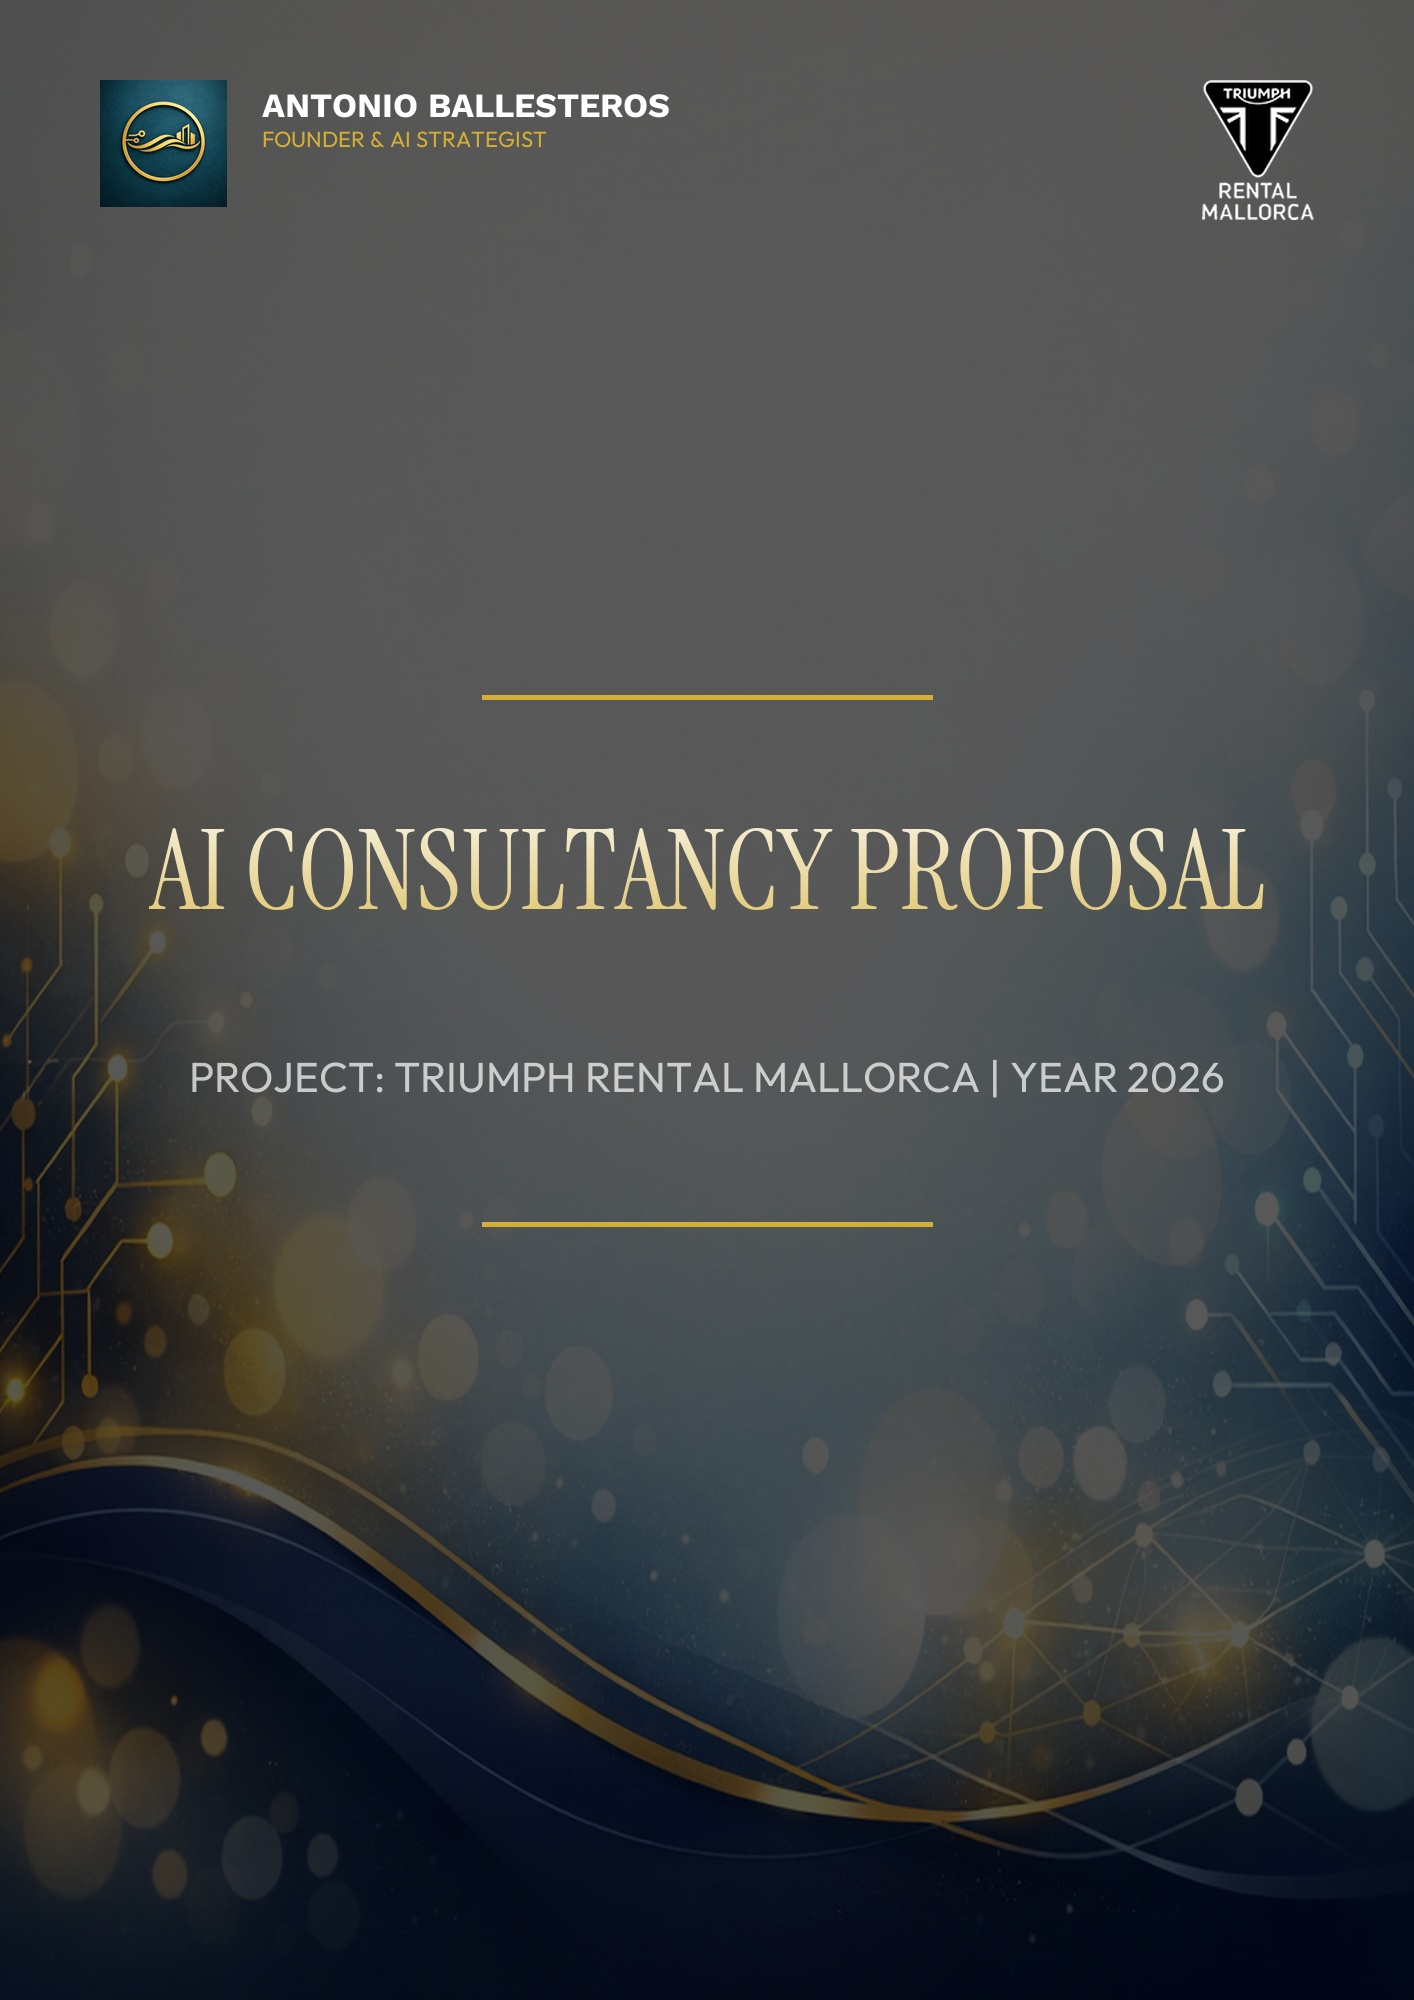 ANTONIO BALLESTEROS
FOUNDER & AI STRATEGIST
TRIUMPH
RENTAL
MALLORCA
AI CONSULTANCY PROPOSAL
PROJECT: TRIUMPH RENTAL MALLORCA | YEAR 2026